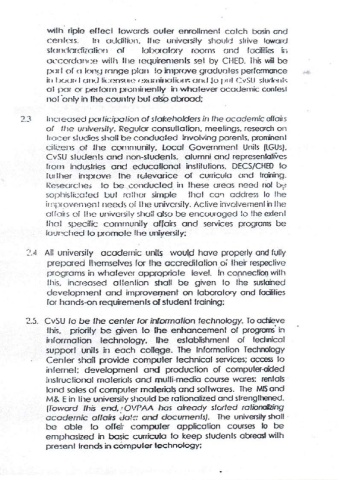 with riple effect towards outer enrollment catch basin and
centers. In addition, the university should strive toward
standardization of laboratory rooms and facilities in
accordance with the requirements set by CHED. This will be
part of a long range plan to improve graduates performance
in board and licensure examinations and to put CvSU students
at par or perform prominently in whatever academic contest
not only in the country but also abroad;
2.3 Increased participation of stakeholders in the academic affairs
of the university. Regular consultation, meetings, research on
tracer studies shall be conducted involving parents, prominent
citizens of the community, Local Government Units (LGUs),
CvSU students and non-students, alumni and representatives
from industries and educational institutions, DECS/CHED to
further improve the rulevarice of curricula and training.
Researches to be conducted in these areas need not be
sophisticated but rather simple that can address to the
improvement needs of the university. Active involvement in the
affairs of the university shall also be encouraged to the extent
that specific community affairs and services programs be
launched to promote the university;
2.4 All university academic units would have properly and fully
prepared themselves for the accreditation of their respective
programs in whatever appropriate level. In connection with
this, increased attention shall be given to the sustained
development and improvement on laboratory and facilities
for hands-on requirements of student training;
2.5. CvSU to be the center for information technology. To achieve
this, priority be given to the enhancement of programs in
information technology, the establishment of technical
support units in each college. The Information Technology
Center shall provide computer technical services; access to
internet; development and production of computer-aided
instructional materials and multi-media course wares; rentals
land sales of computer materials and softwares. The MIS and
M& E in the university should be rationalized and strengthened.
(Toward this end, OVPAA has already started rationalizing
academic affairs data and documents). The university shall
be able to offer computer application courses to be
emphasized in basic curricula to keep students abreast with
present trends in computer technology;